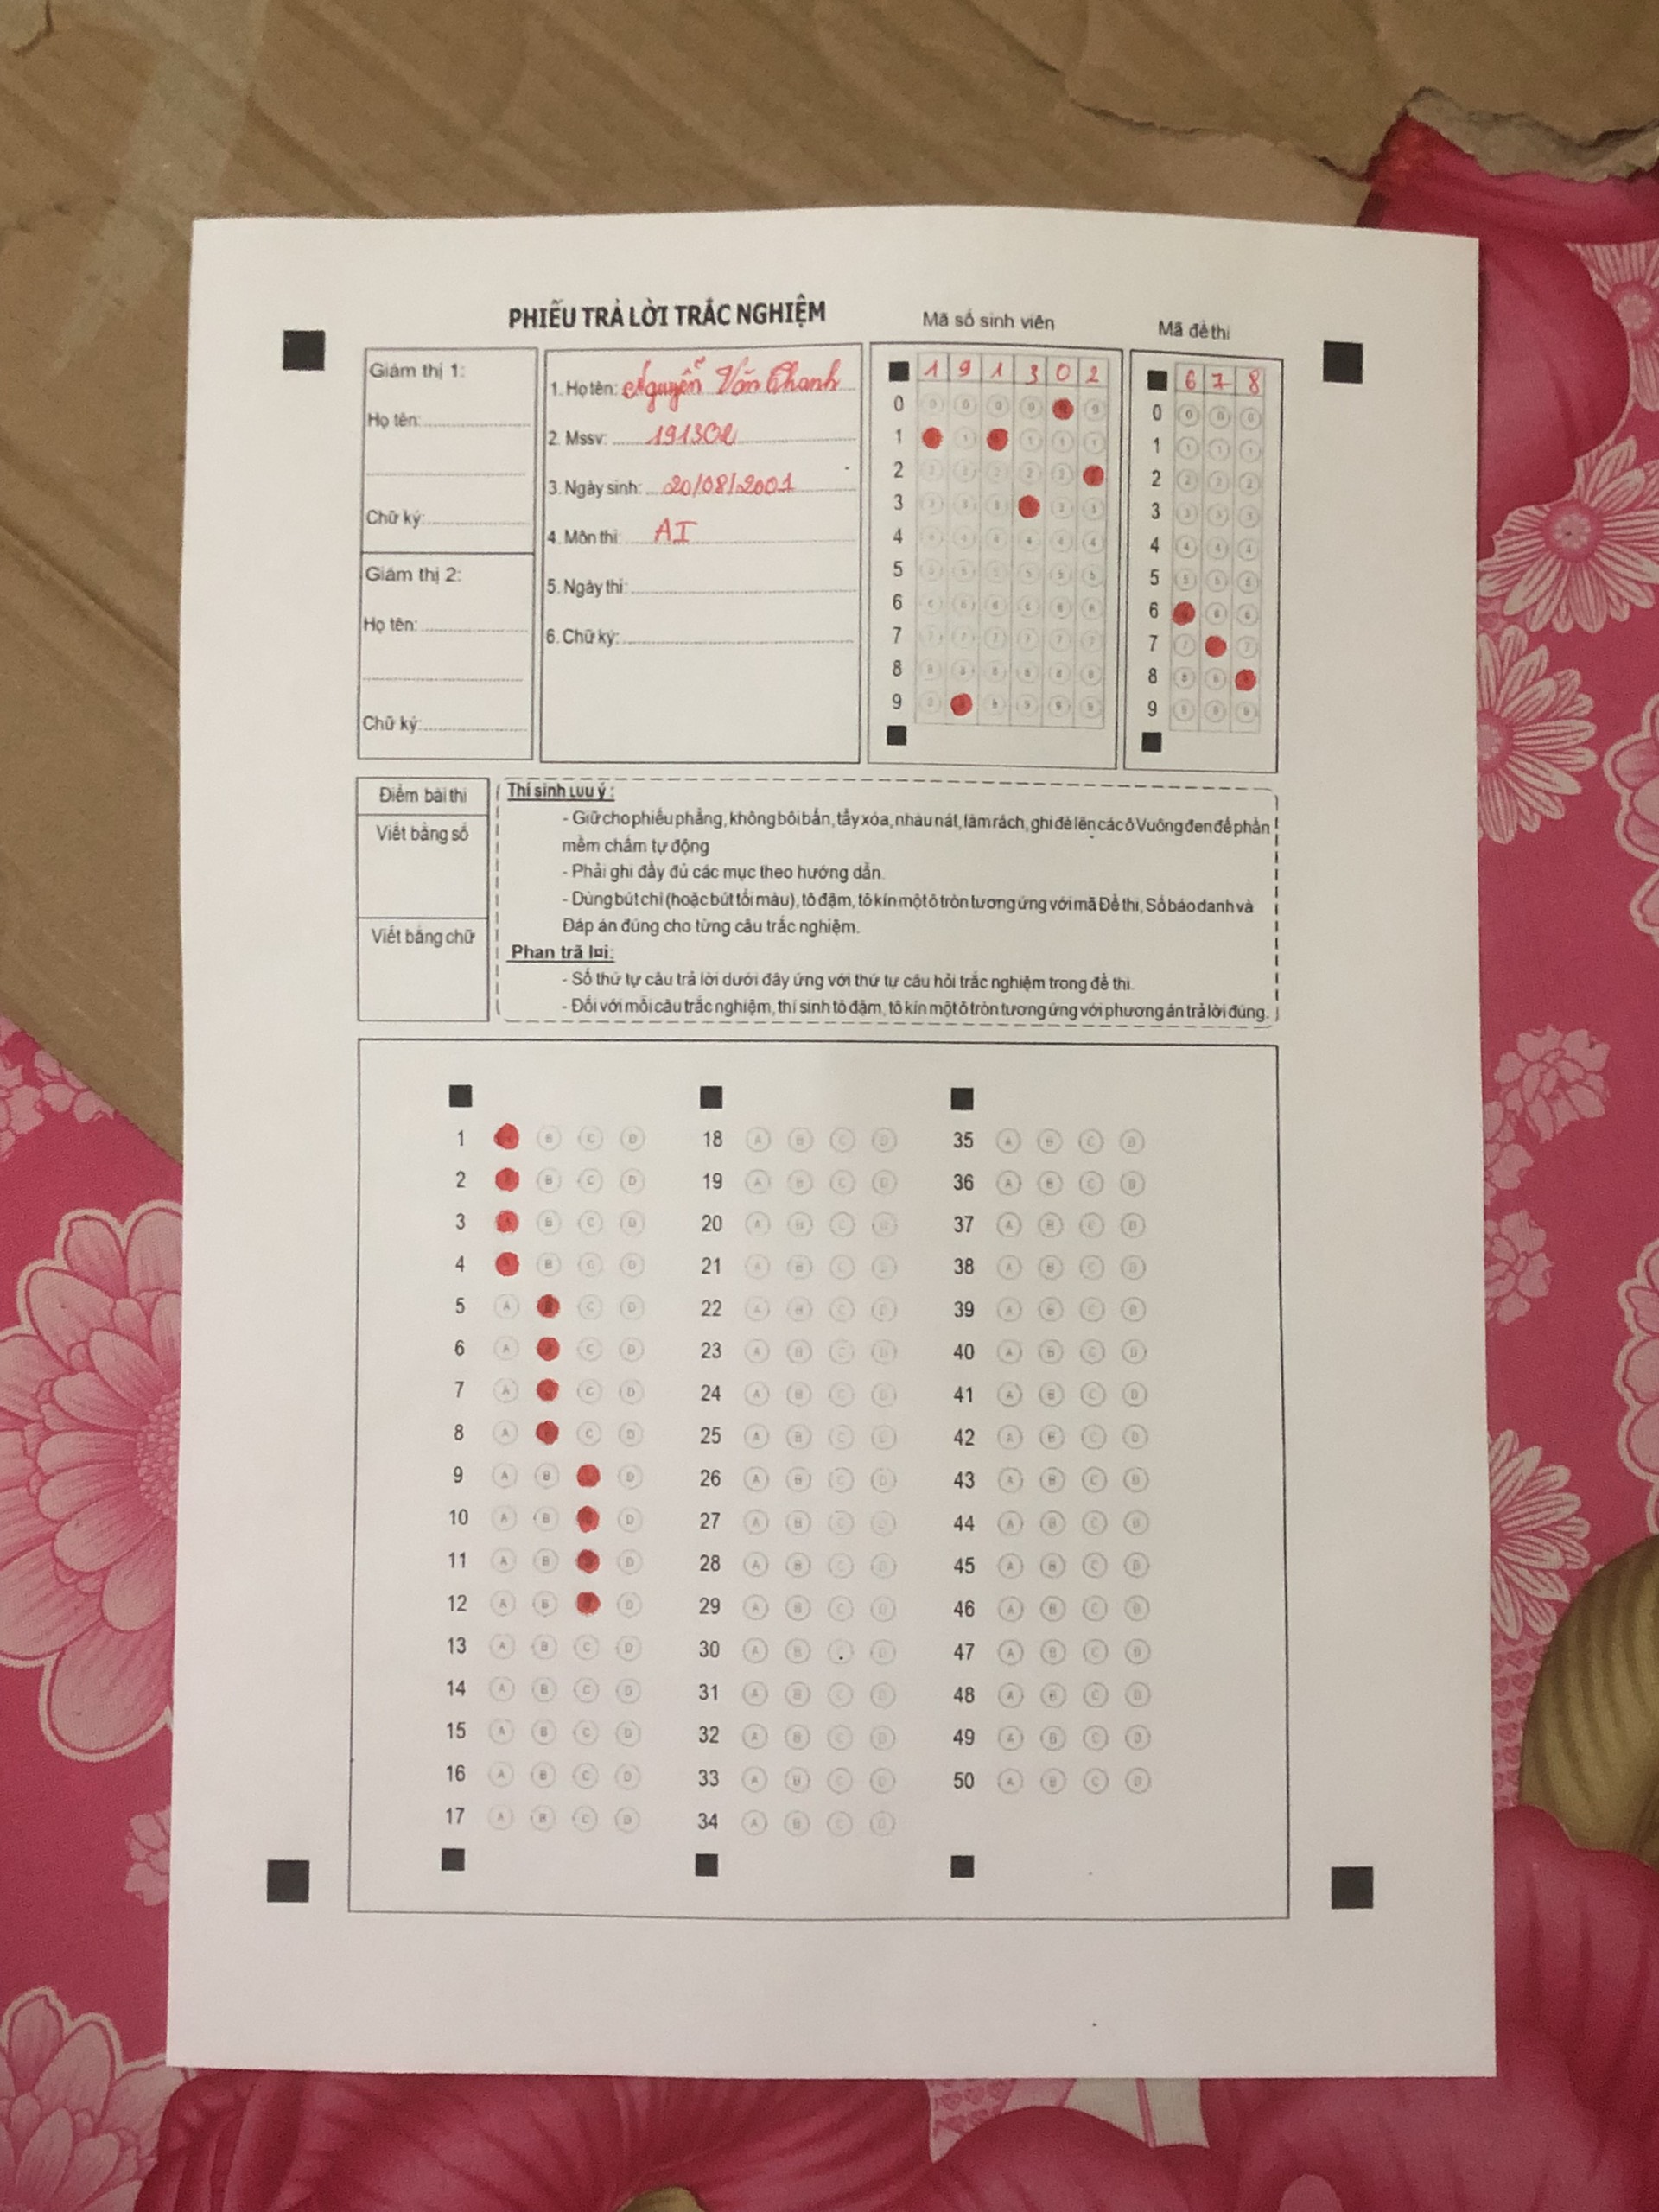 PHIẾU TRẢ LỜI TRẮC NGHIỆM
Mã số sinh viên
Mã đề thi
Giám thị 1:
Họ tên:
Chữ ký:
Giám thị 2:
Họ tên:
Chữ ký:
1. Họ tên: Nguyễn Văn Thanh
2. Mssv: 191302
3. Ngày sinh: 20/08/2001
4. Môn thi: AI
5. Ngày thi:
6. Chữ ký:
1 9 1 3 0 2
0
1
2
3
4
5
6
7
8
9
6 7 8
0
1
2
3
4
5
6
7
8
9
Điểm bài thi
Viết bằng số
Viết bằng chữ
Thí sinh lưu ý:
- Giữ cho phiếu phẳng, không bôi bẩn, tẩy xóa, nhàu nát, làm rách, ghi đè lên các ô Vuông đen để phần
mềm chấm tự động
- Phải ghi đầy đủ các mục theo hướng dẫn.
- Dùng bút chì (hoặc bút tối màu), tô đậm, tô kín một ô tròn tương ứng với mã Đề thi, Số báo danh và
Đáp án đúng cho từng câu trắc nghiệm.
Phan trã lơi:
- Số thứ tự câu trả lời dưới đây ứng với thứ tự câu hỏi trắc nghiệm trong đề thi.
- Đối với mỗi câu trắc nghiệm, thí sinh tô đậm, tô kín một ô tròn tương ứng với phương án trả lời đúng.
1 B C D
2 B C D
3 B C D
4 B C D
5 A C D
6 A C D
7 A C D
8 A C D
9 A B D
10 A B D
11 A B D
12 A B D
13 A B C D
14 A B C D
15 A B C D
16 A B C D
17 A B C D
18 A B C D
19 A B C D
20 A B C D
21 A B C D
22 A B C D
23 A B C D
24 A B C D
25 A B C D
26 A B C D
27 A B C D
28 A B C D
29 A B C D
30 A B D
31 A B C D
32 A B C D
33 A B C D
34 A B C D
35 A B C D
36 A B C D
37 A B C D
38 A B C D
39 A B C D
40 A B C D
41 A B C D
42 A B C D
43 A B C D
44 A B C D
45 A B C D
46 A B C D
47 A B C D
48 A B C D
49 A B C D
50 A B C D